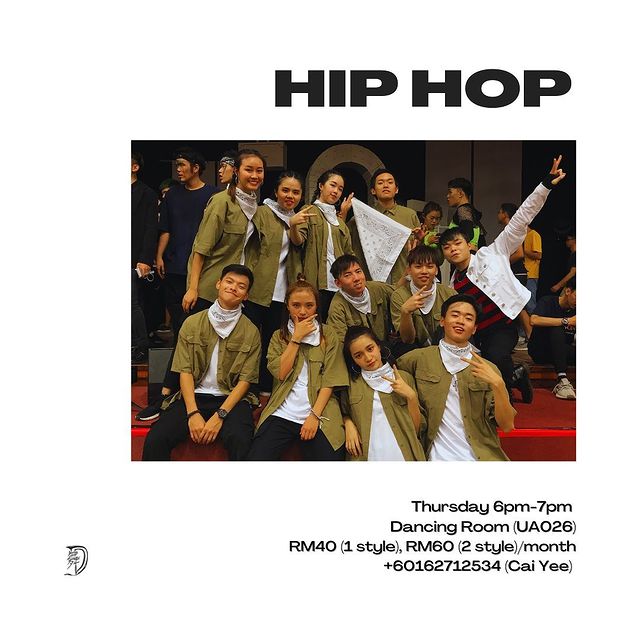 HIP HOP
Thursday 6pm-7pm
Dancing Room (UA026)
RM40 (1 style), RM60 (2 style)/month
+60162712534 (Cai Yee)